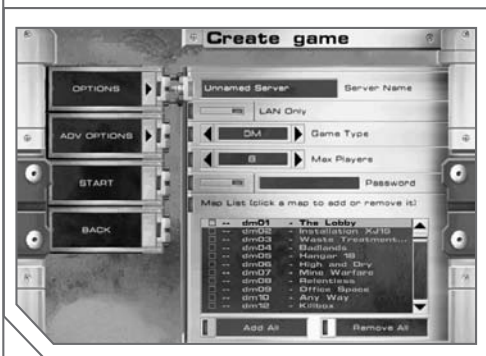 Create game
OPTIONS
ADV OPTIONS
START
BACK
Unnamed Server Server Name
LAN Only
DM Game Type
8 Max Players
Password
Map List (click a map to add or remove it)
-- dm01 - The Lobby
-- dm02 - Installation XJ15
-- dm03 - Waste Treatment...
-- dm04 - Badlands
-- dm05 - Hangar 18
-- dm06 - High and Dry
-- dm07 - Mine Warfare
-- dm08 - Relentless
-- dm09 - Office Space
-- dm10 - Any Way
-- dm12 - Killbox
Add All Remove All